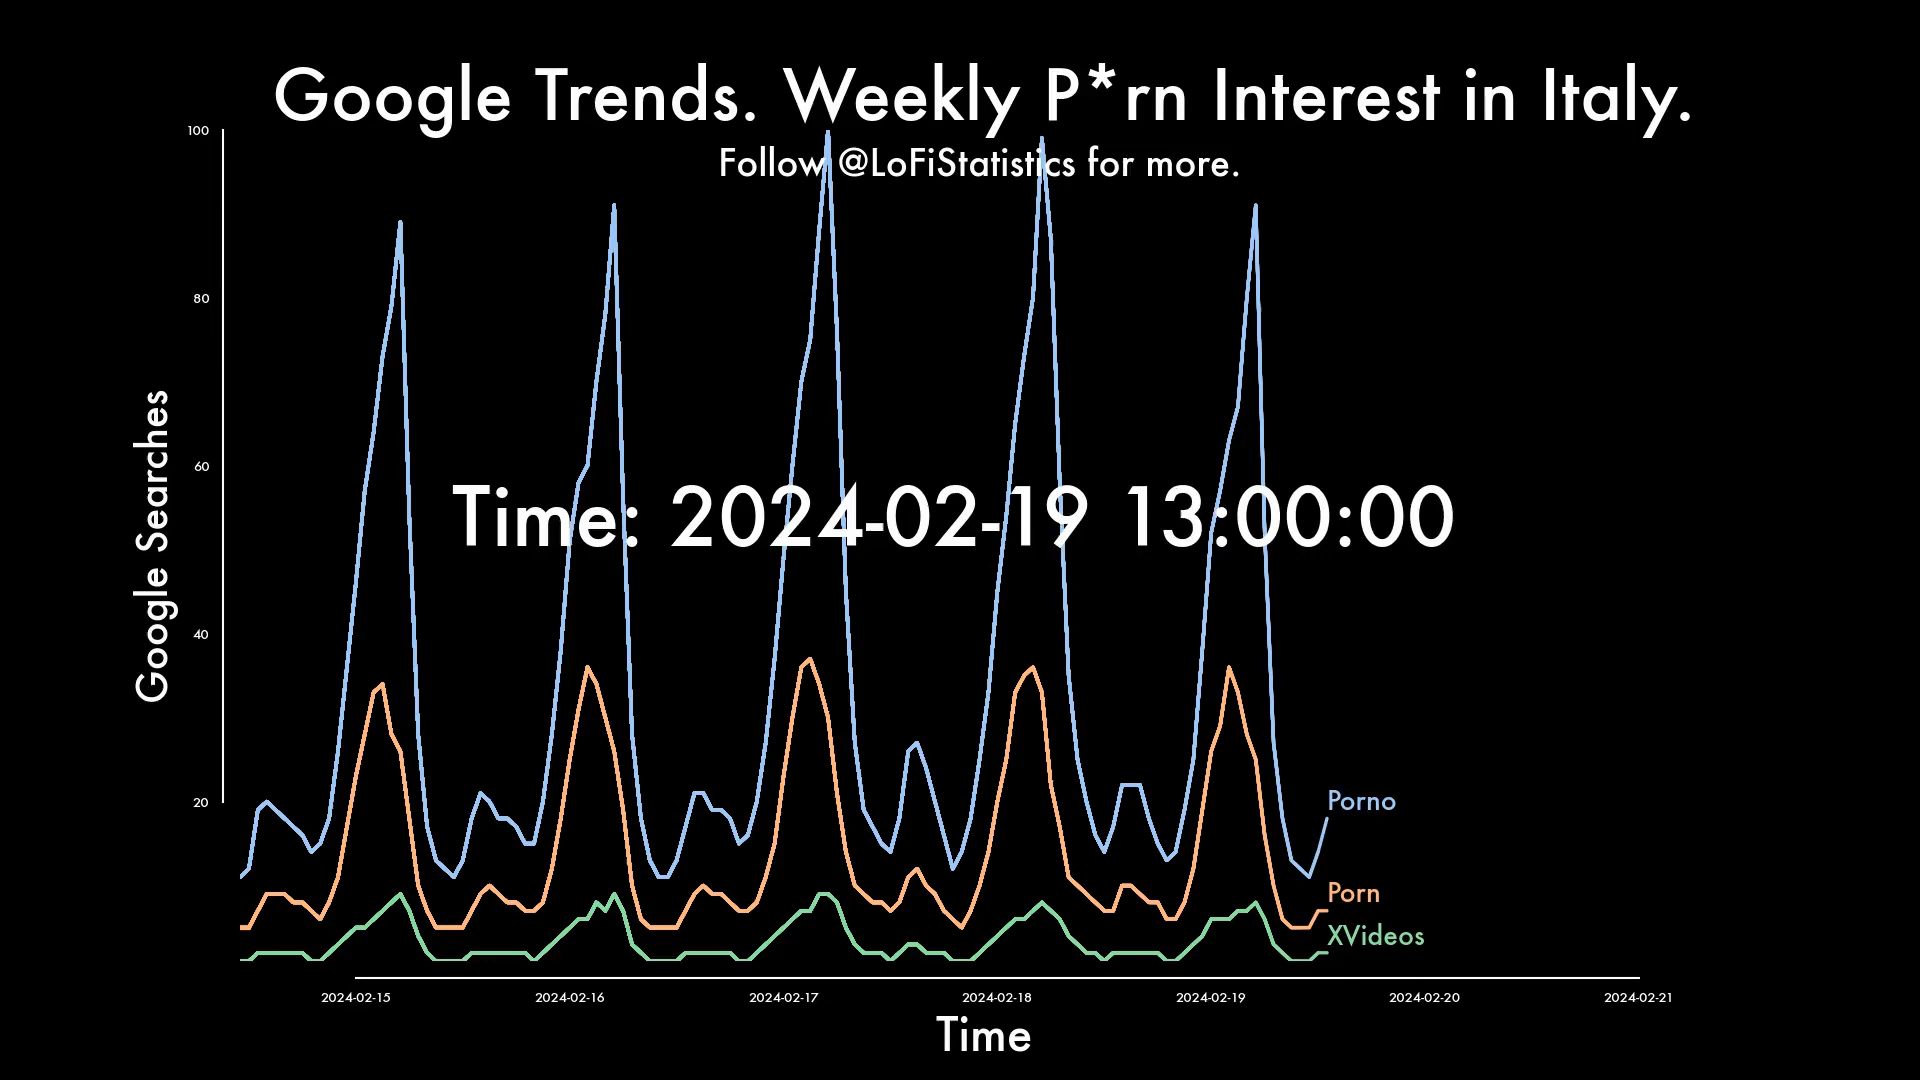 Google Trends. Weekly P*rn Interest in Italy.
Follow @LoFiStatistics for more.
100
80
60
40
20
Google Searches
Time: 2024-02-19 13:00:00
Porno
Porn
XVideos
2024-02-15 2024-02-16 2024-02-17 2024-02-18 2024-02-19 2024-02-20 2024-02-21
Time